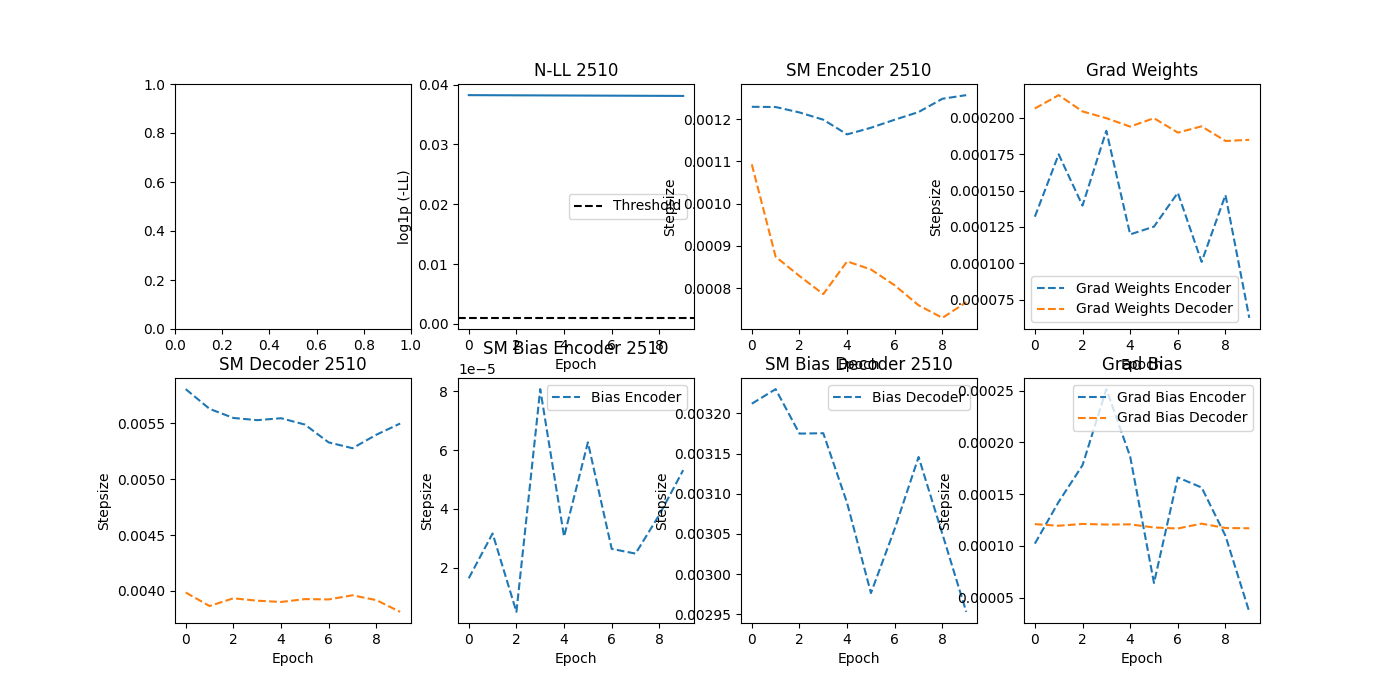 N-LL 2510
SM Encoder 2510
Grad Weights
1.0
0.8
0.6
0.4
0.2
0.0
0.0 0.2 0.4 0.6 0.8 1.0
log1p (-LL)
0.04
0.03
0.02
0.01
0.00
Threshold
0 2 4 6 8
Epoch
Stepsize
0.0012
0.0011
0.0010
0.0009
0.0008
0 2 4 6 8
Epoch
Stepsize
0.000200
0.000175
0.000150
0.000125
0.000100
0.000075
Grad Weights Encoder
Grad Weights Decoder
0 2 4 6 8
Epoch
SM Decoder 2510
SM Bias Encoder 2510
SM Bias Decoder 2510
Grad Bias
Stepsize
0.0055
0.0050
0.0045
0.0040
0 2 4 6 8
Epoch
1e−5
Stepsize
8
6
4
2
Bias Encoder
0 2 4 6 8
Epoch
Stepsize
0.00320
0.00315
0.00310
0.00305
0.00300
0.00295
Bias Decoder
0 2 4 6 8
Epoch
Stepsize
0.00025
0.00020
0.00015
0.00010
0.00005
Grad Bias Encoder
Grad Bias Decoder
0 2 4 6 8
Epoch